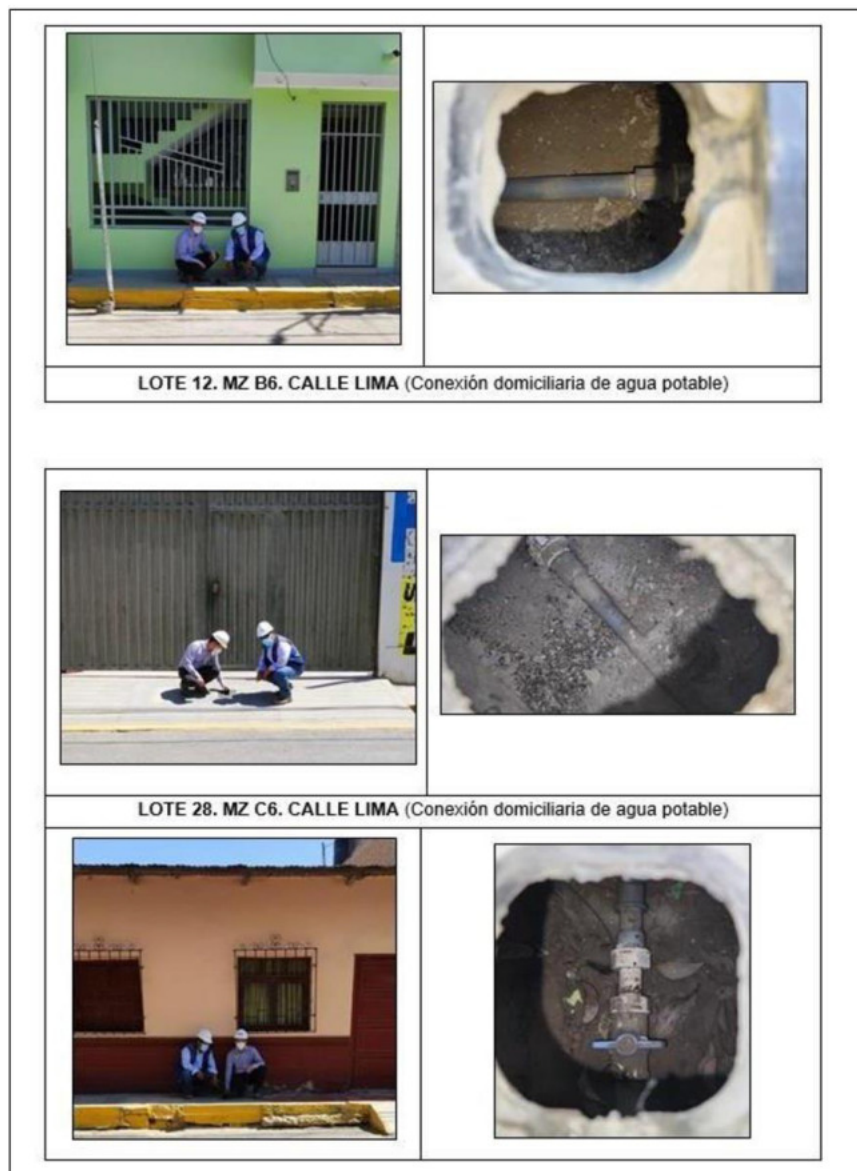 LOTE 12. MZ B6. CALLE LIMA (Conexión domiciliaria de agua potable)
LOTE 28. MZ C6. CALLE LIMA (Conexión domiciliaria de agua potable)